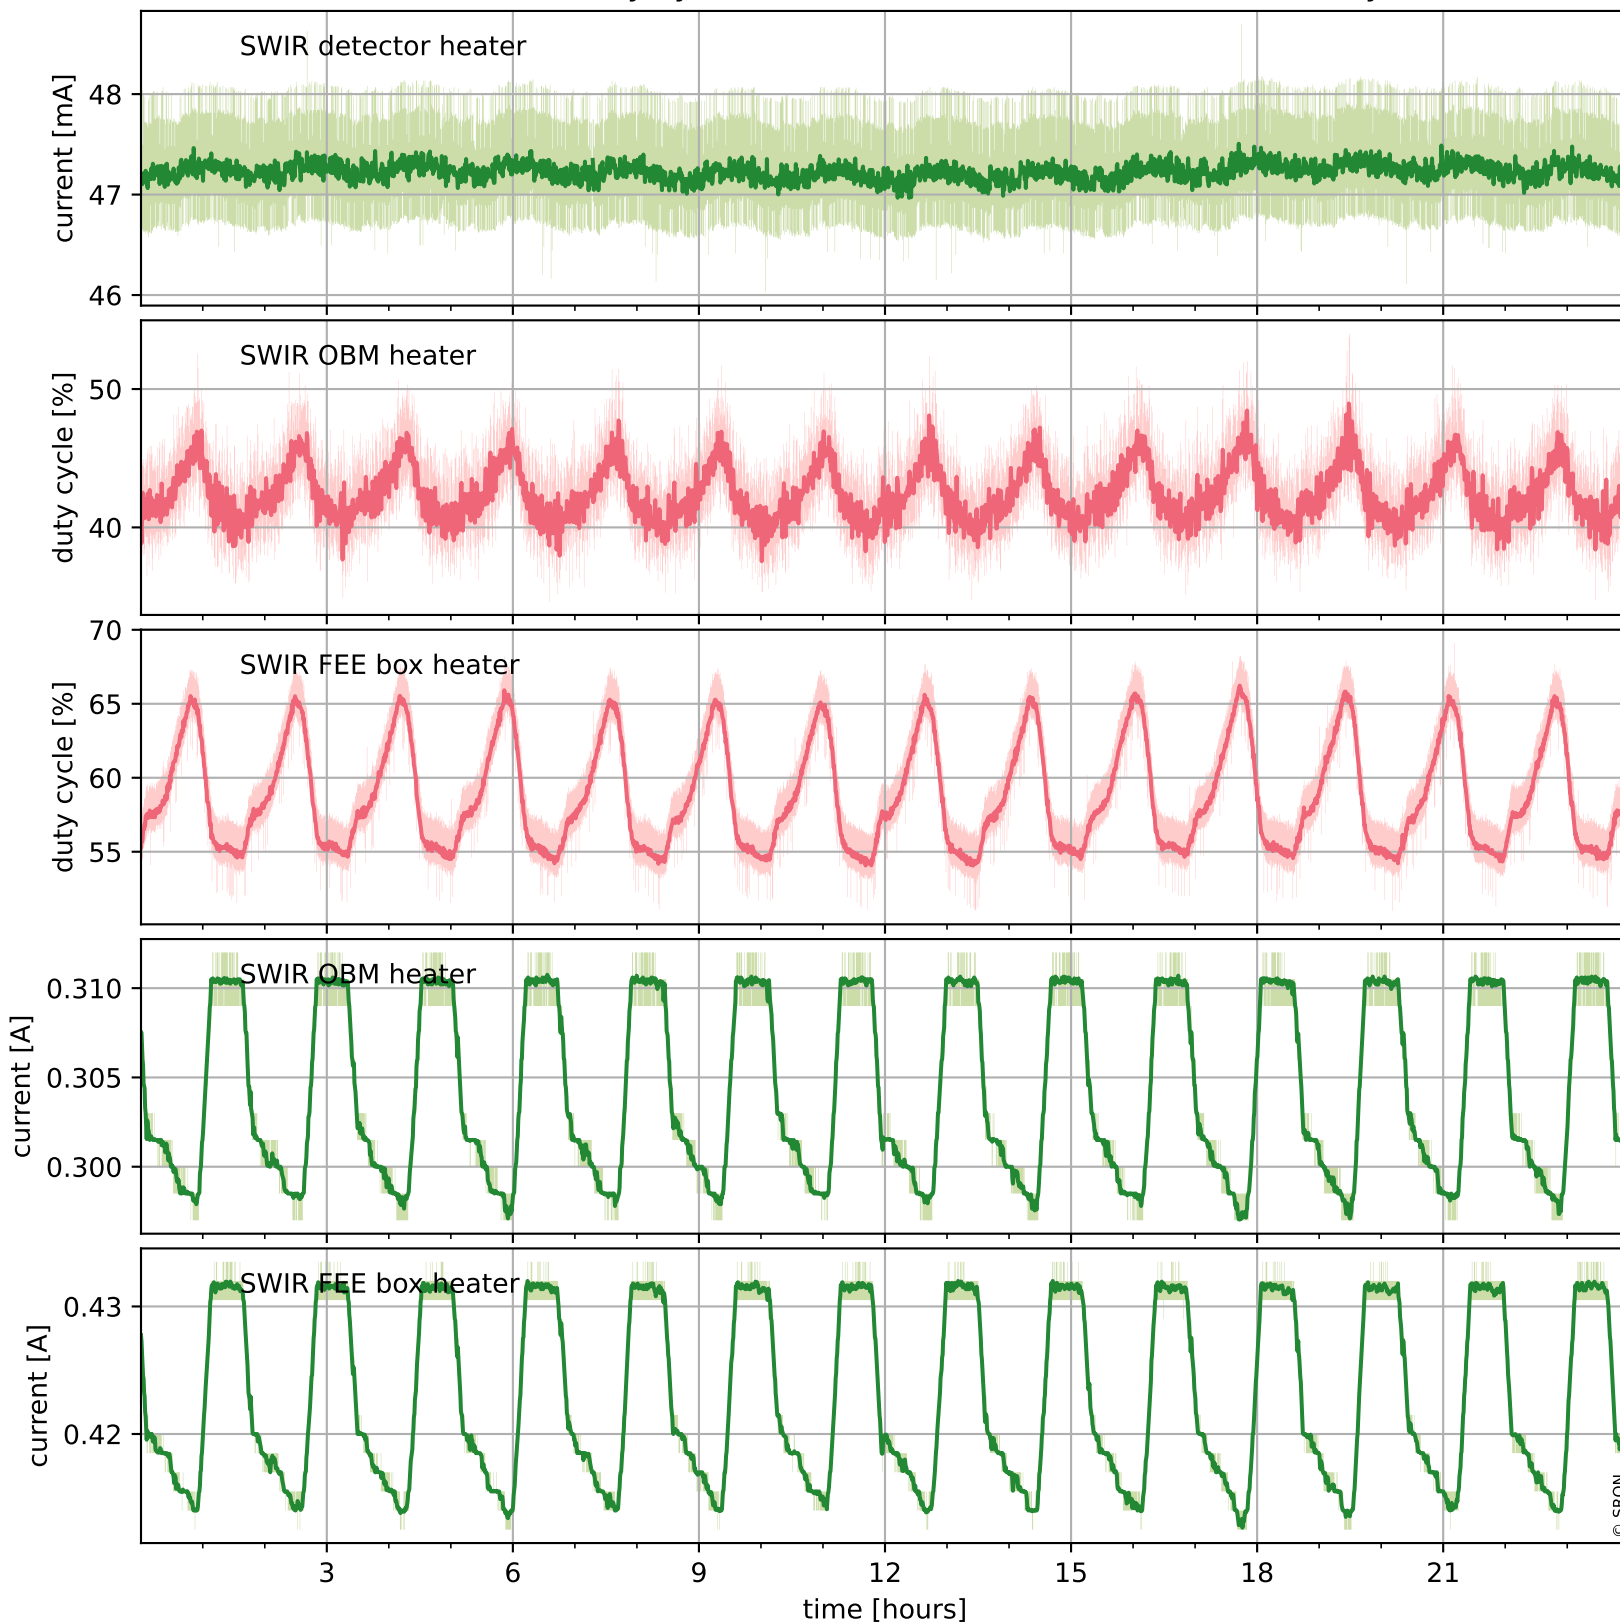 SWIR detector heater
current [mA]
48
47
46
SWIR OBM heater
duty cycle [%]
50
40
SWIR FEE box heater
duty cycle [%]
70
65
60
55
SWIR OBM heater
current [A]
0.310
0.305
0.300
SWIR FEE box heater
current [A]
0.43
0.42
3 6 9 12 15 18 21
time [hours]
© SRON